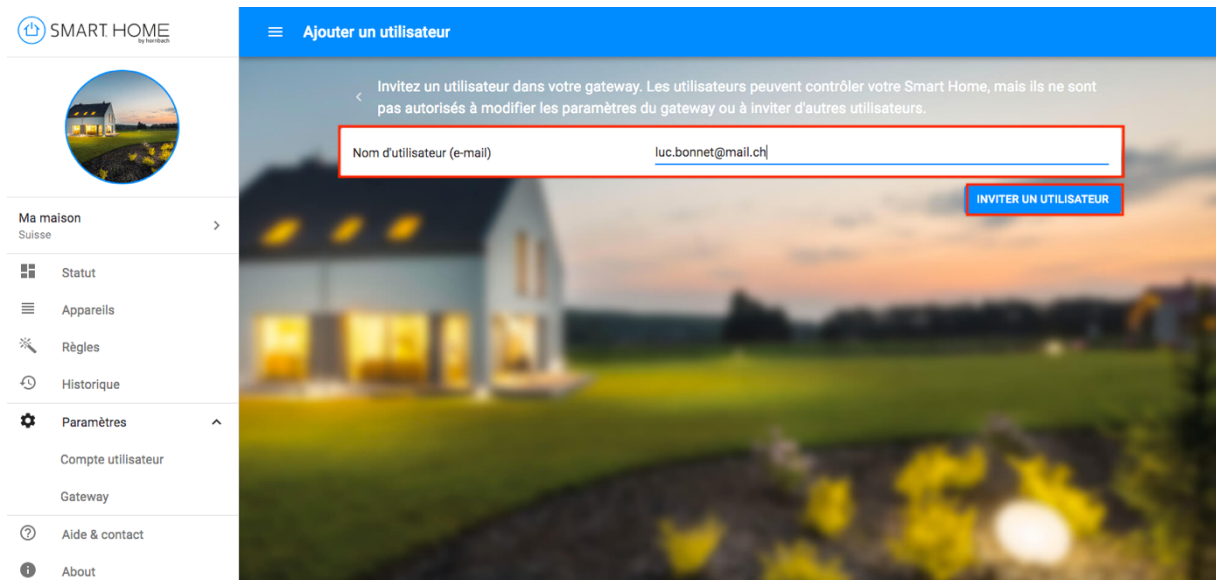 SMART HOME
by hornbach
Ma maison
Suisse
Statut
Appareils
Règles
Historique
Paramètres
Compte utilisateur
Gateway
Aide & contact
About
Ajouter un utilisateur
Invitez un utilisateur dans votre gateway. Les utilisateurs peuvent contrôler votre Smart Home, mais ils ne sont
pas autorisés à modifier les paramètres du gateway ou à inviter d'autres utilisateurs.
Nom d'utilisateur (e-mail)
luc.bonnet@mail.ch
INVITER UN UTILISATEUR